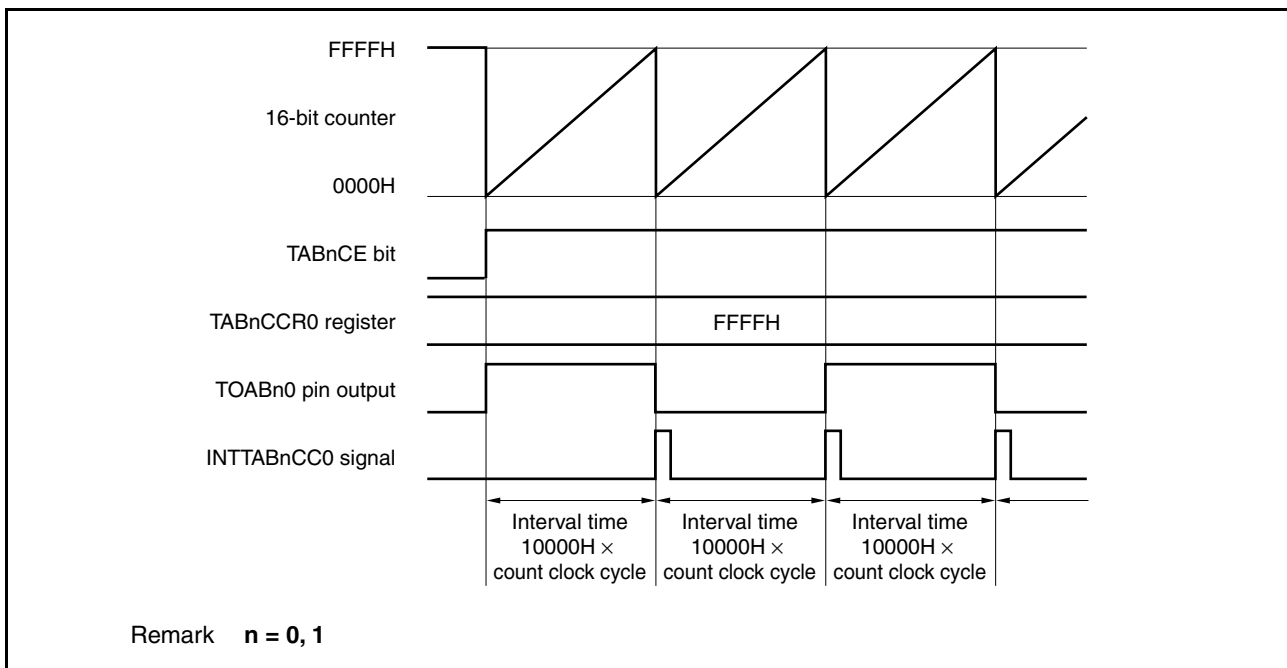 FFFFH
16-bit counter
0000H
TABnCE bit
TABnCCR0 register
FFFFH
TOABn0 pin output
INTTABnCC0 signal
Interval time
10000H ×
count clock cycle
Interval time
10000H ×
count clock cycle
Interval time
10000H ×
count clock cycle
Remark n = 0, 1